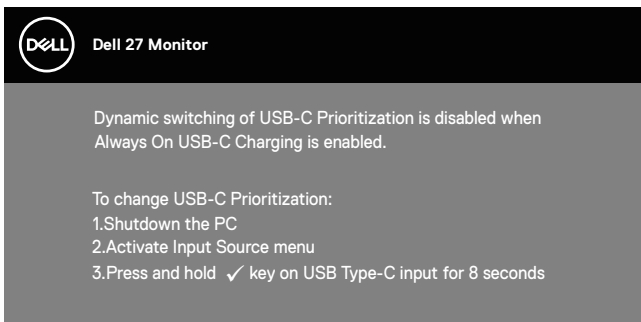 DELL
Dell 27 Monitor
Dynamic switching of USB-C Prioritization is disabled when
Always On USB-C Charging is enabled.
To change USB-C Prioritization:
1.Shutdown the PC
2.Activate Input Source menu
3.Press and hold ✓ key on USB Type-C input for 8 seconds